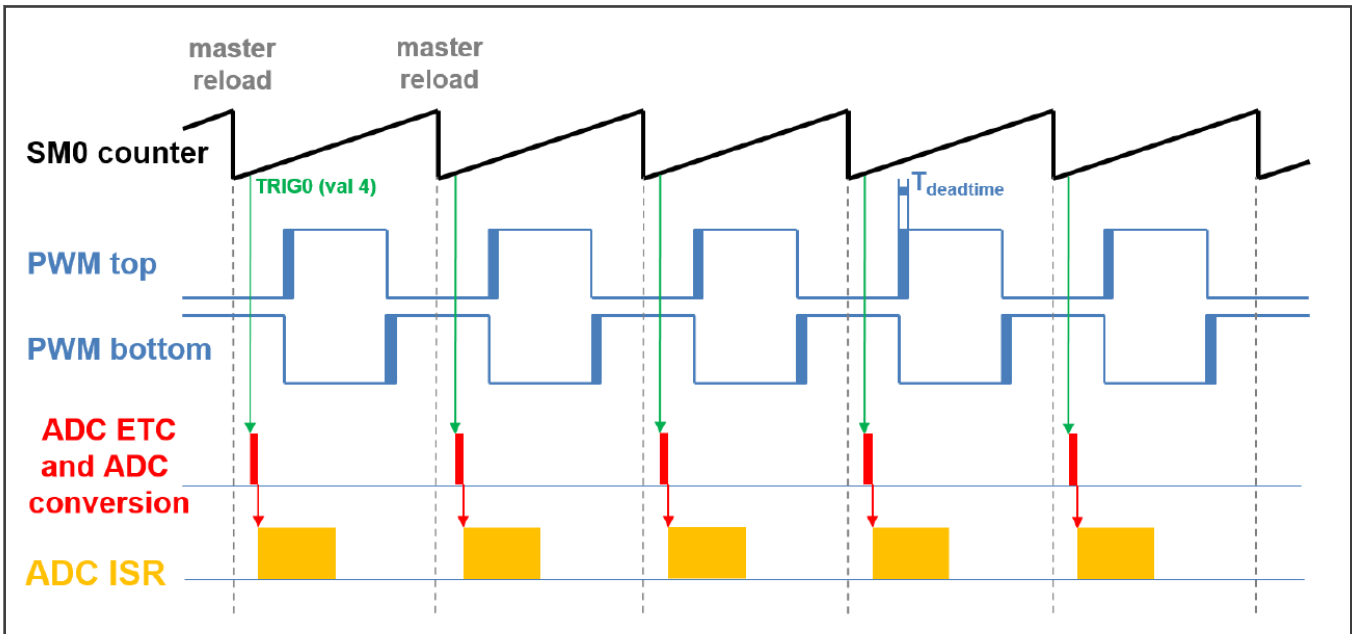 master
reload
master
reload
SM0 counter
TRIG0 (val 4)
Tdeadtime
PWM top
PWM bottom
ADC ETC
and ADC
conversion
ADC ISR